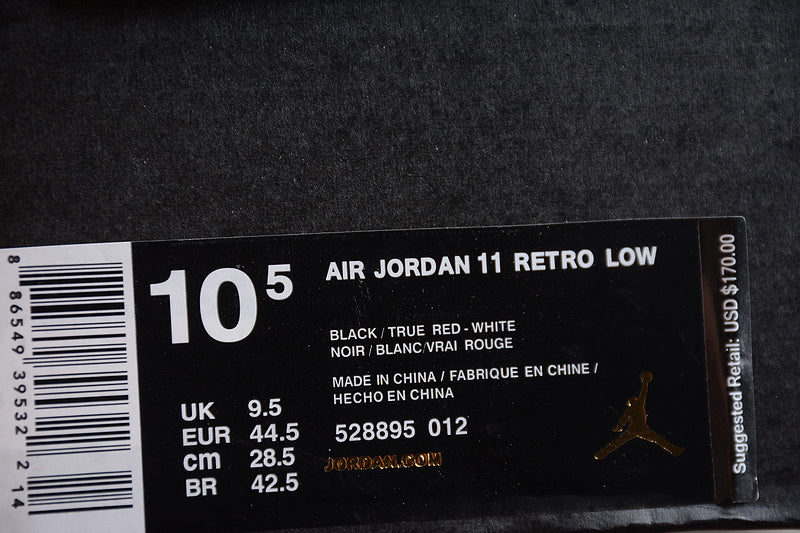 8 86549 39532 2 14
10 5
AIR JORDAN 11 RETRO LOW
BLACK / TRUE RED - WHITE
NOIR / BLANC/VRAI ROUGE
MADE IN CHINA / FABRIQUE EN CHINE /
HECHO EN CHINA
UK 9.5
EUR 44.5
cm 28.5
BR 42.5
528895 012
JORDAN.COM
Suggested Retail: USD $170.00